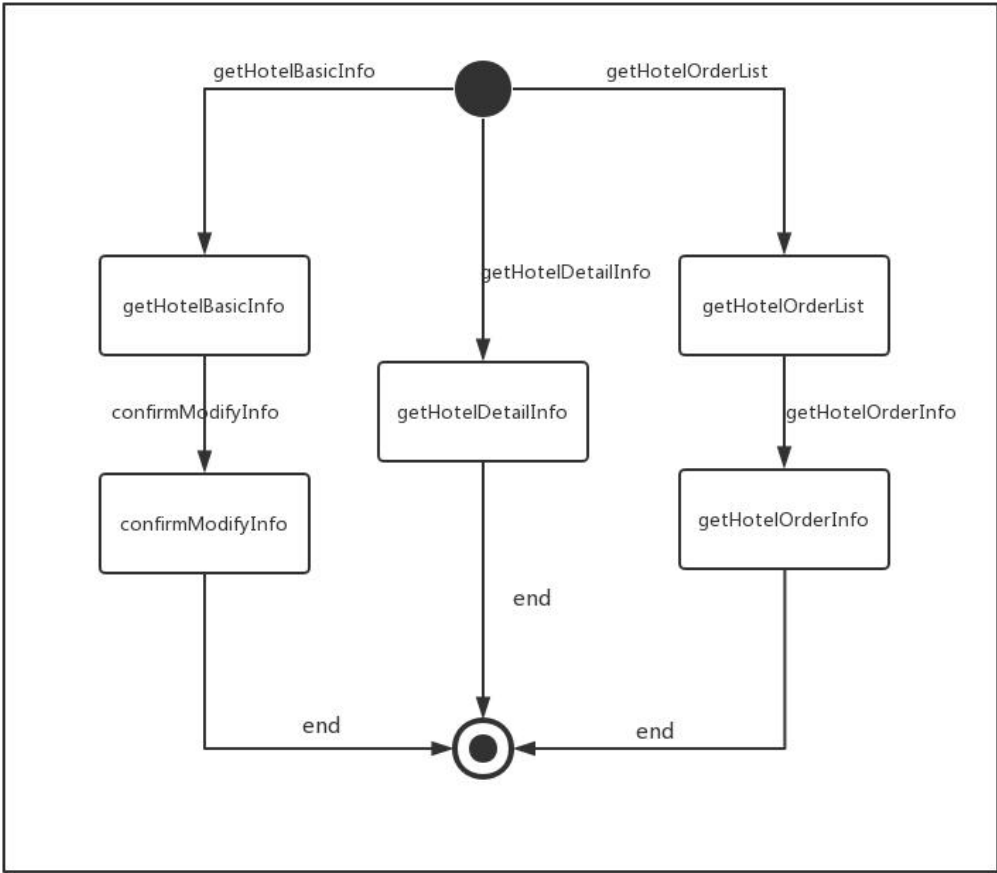 getHotelBasicInfo
getHotelOrderList
getHotelDetailInfo
getHotelBasicInfo
getHotelOrderList
confirmModifyInfo
getHotelDetailInfo
getHotelOrderInfo
confirmModifyInfo
getHotelOrderInfo
end
end
end